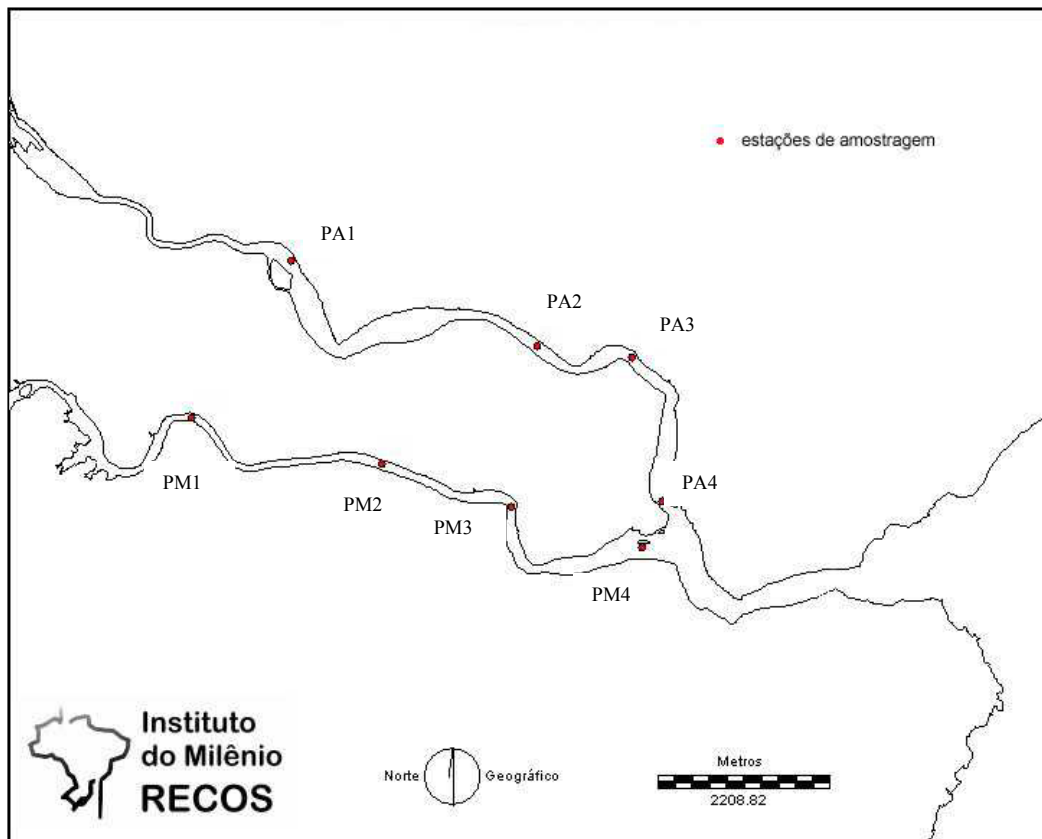 estações de amostragem
PA1
PA2
PA3
PM1
PM2
PM3
PA4
PM4
Instituto
do Milênio
RECOS
Norte Geográfico
Metros
2208.82